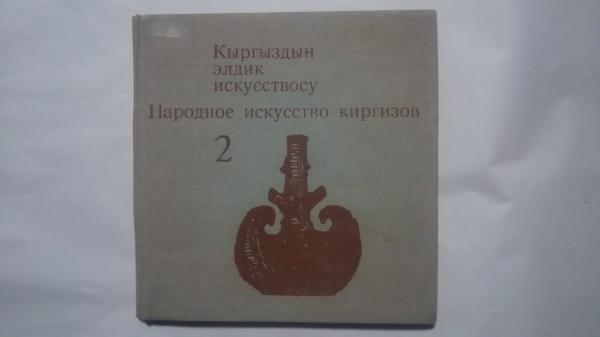 Кыргыздын
элдик
искусствосу
Народное искусство киргизов
2